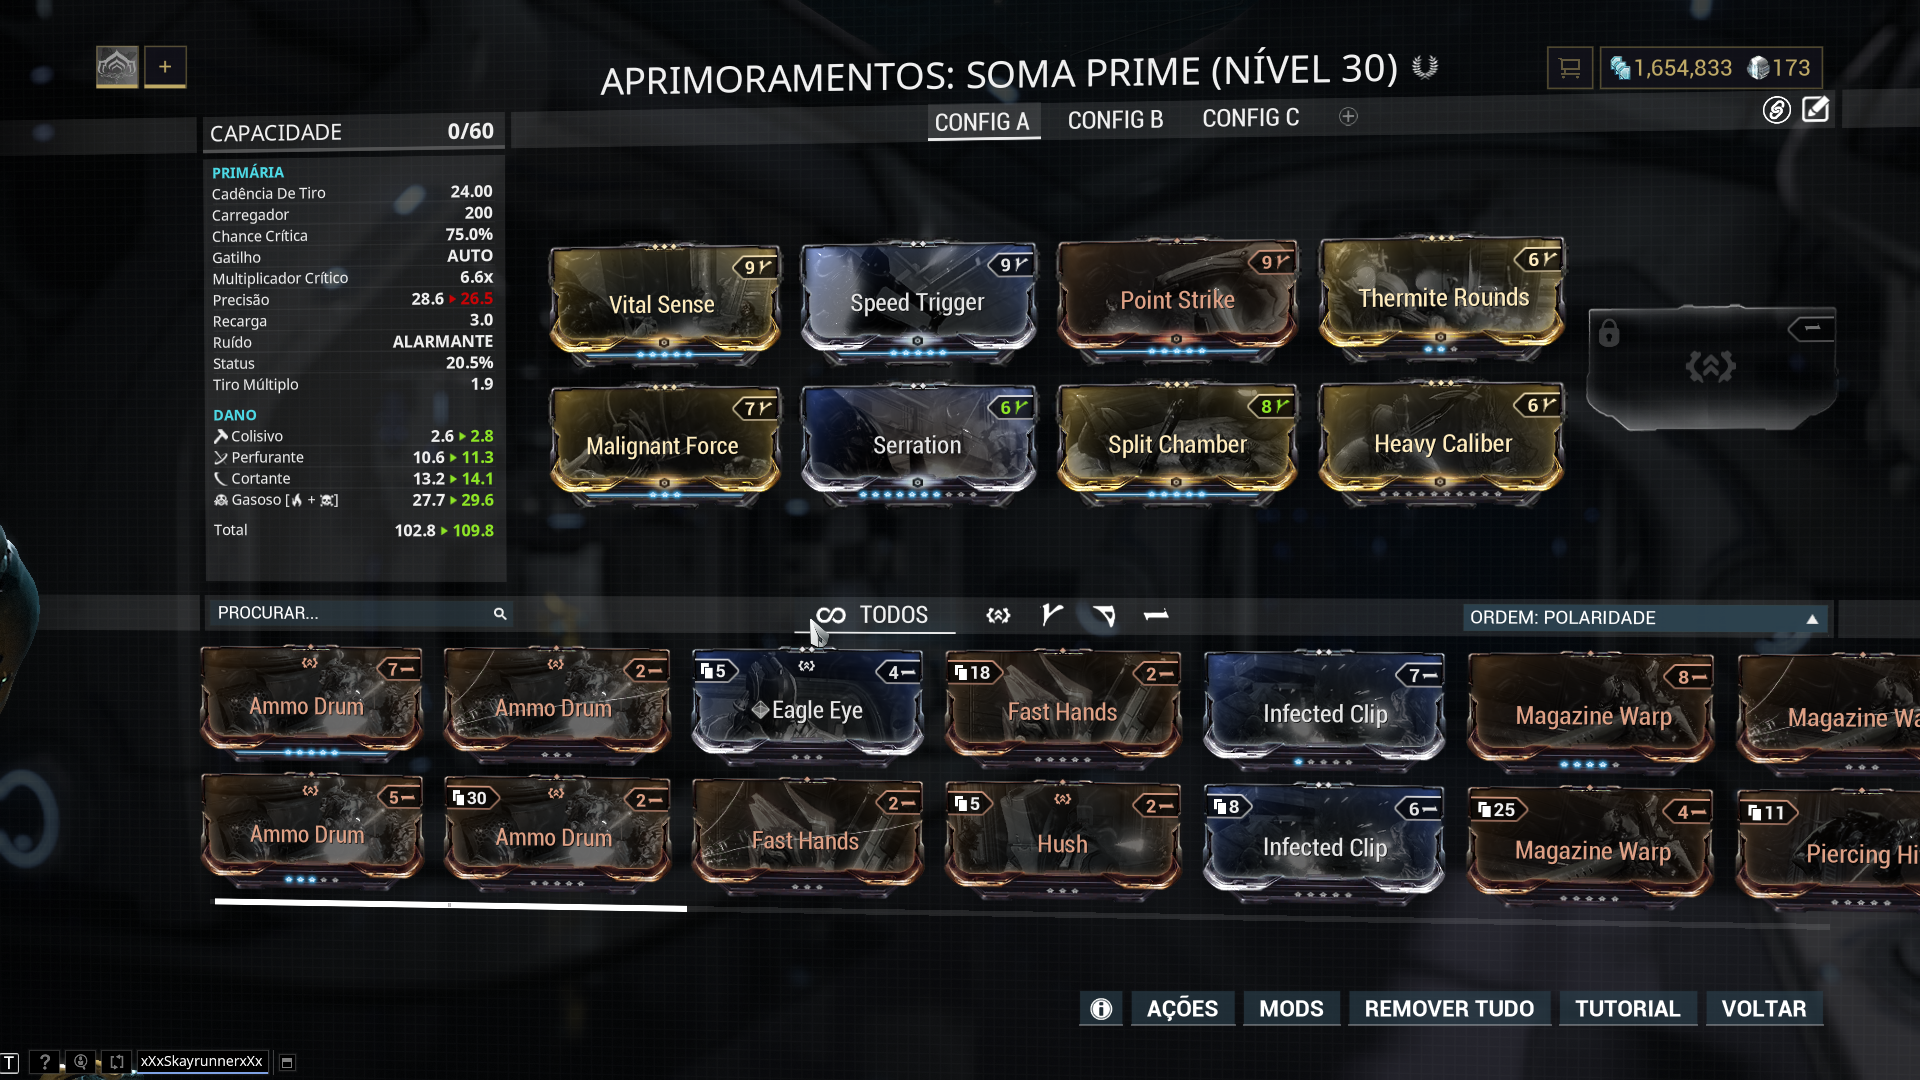 APRIMORAMENTOS: SOMA PRIME (NÍVEL 30)
1,654,833 173
CONFIG A CONFIG B CONFIG C
CAPACIDADE 0/60
PRIMÁRIA
Cadência De Tiro 24.00
Carregador 200
Chance Crítica 75.0%
Gatilho AUTO
Multiplicador Crítico 6.6x
Precisão 28.6 26.5
Recarga 3.0
Ruído ALARMANTE
Status 20.5%
Tiro Múltiplo 1.9
DANO
Colisivo 2.6 2.8
Perfurante 10.6 11.3
Cortante 13.2 14.1
Gasoso [ + ] 27.7 29.6
Total 102.8 109.8
9 9 9 6
Vital Sense Speed Trigger Point Strike Thermite Rounds
7 6 8 6
Malignant Force Serration Split Chamber Heavy Caliber
PROCURAR... TODOS ORDEM: POLARIDADE
7 2 5 4 18 2 7 8
Ammo Drum Ammo Drum Eagle Eye Fast Hands Infected Clip Magazine Warp Magazine Wa
5 30 2 2 5 2 8 6 25 4 11
Ammo Drum Ammo Drum Fast Hands Hush Infected Clip Magazine Warp Piercing Hi
AÇÕES MODS REMOVER TUDO TUTORIAL VOLTAR
T ? xXxSkayrunnerxXx